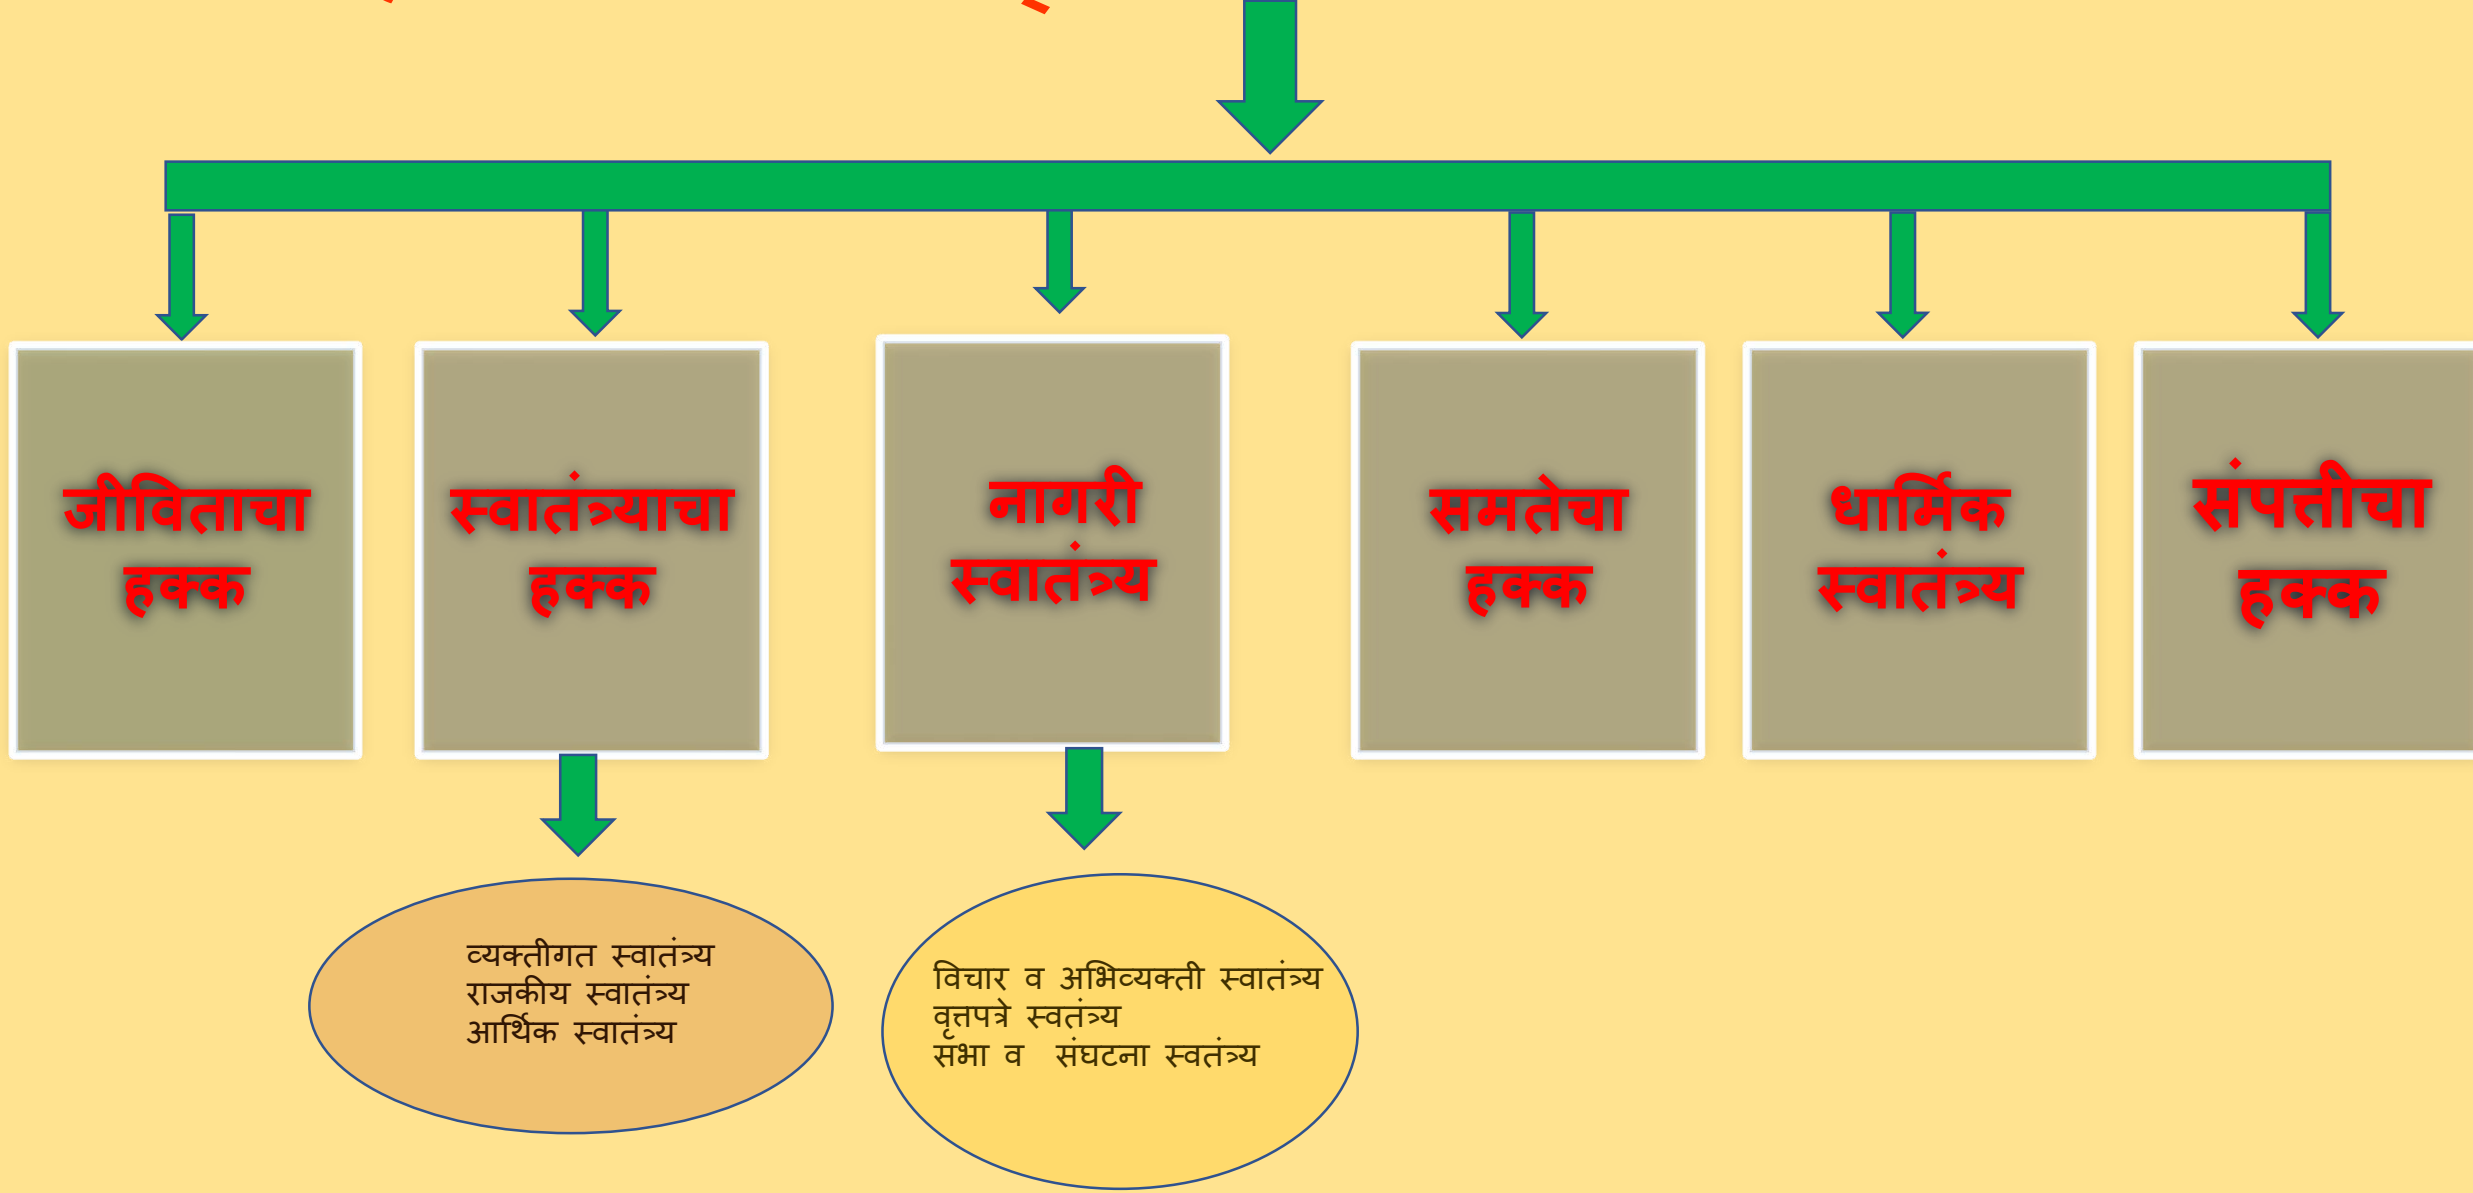 जीविताचा
हक्क
स्वातंत्र्याचा
हक्क
नागरी
स्वातंत्र्य
समतेचा
हक्क
धार्मिक
स्वातंत्र्य
संपत्तीचा
हक्क
व्यक्तीगत स्वातंत्र्य
राजकीय स्वातंत्र्य
आर्थिक स्वातंत्र्य
विचार व अभिव्यक्ती स्वातंत्र्य
वृत्तपत्रे स्वतंत्र्य
सभा व संघटना स्वतंत्र्य